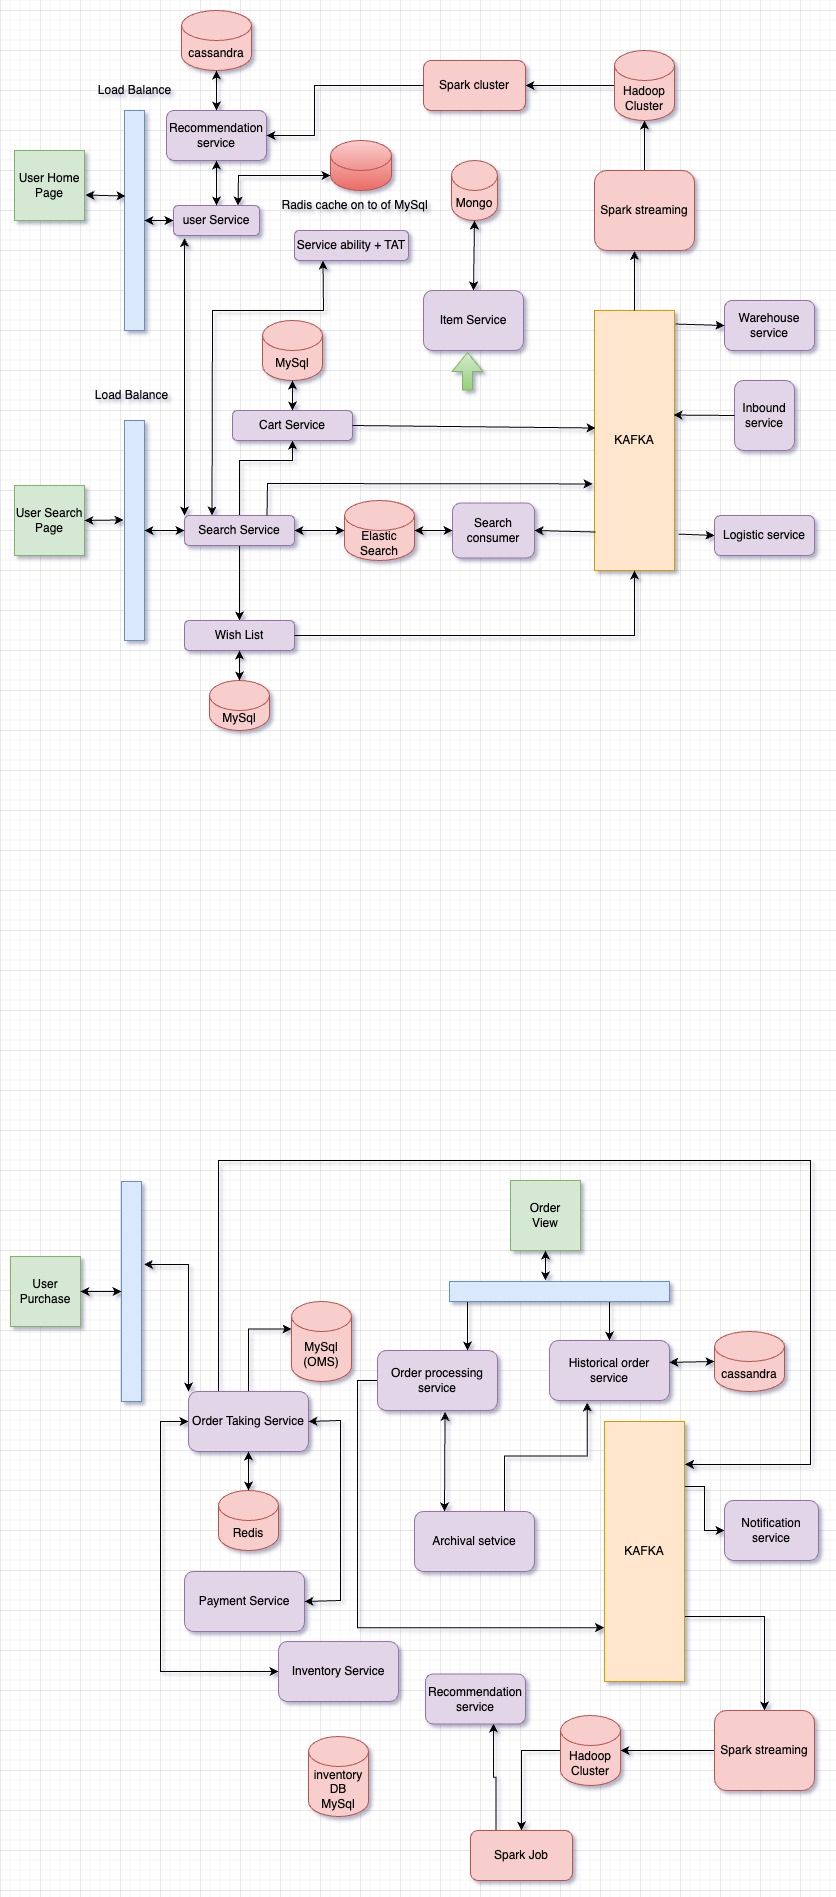 cassandra
Load Balance
Recommendation
service
Spark cluster
Hadoop
Cluster
User Home
Page
user Service
Radis cache on to of MySql
Mongo
Spark streaming
Service ability + TAT
Item Service
Warehouse
service
MySql
Load Balance
Cart Service
Inbound
service
KAFKA
User Search
Page
Search Service
Elastic
Search
Search
consumer
Logistic service
Wish List
MySql
Order
View
User
Purchase
MySql
(OMS)
Order processing
service
Historical order
service
cassandra
Order Taking Service
Redis
Archival setvice
KAFKA
Notification
service
Payment Service
Inventory Service
Recommendation
service
Hadoop
Cluster
Spark streaming
inventory
DB
MySql
Spark Job